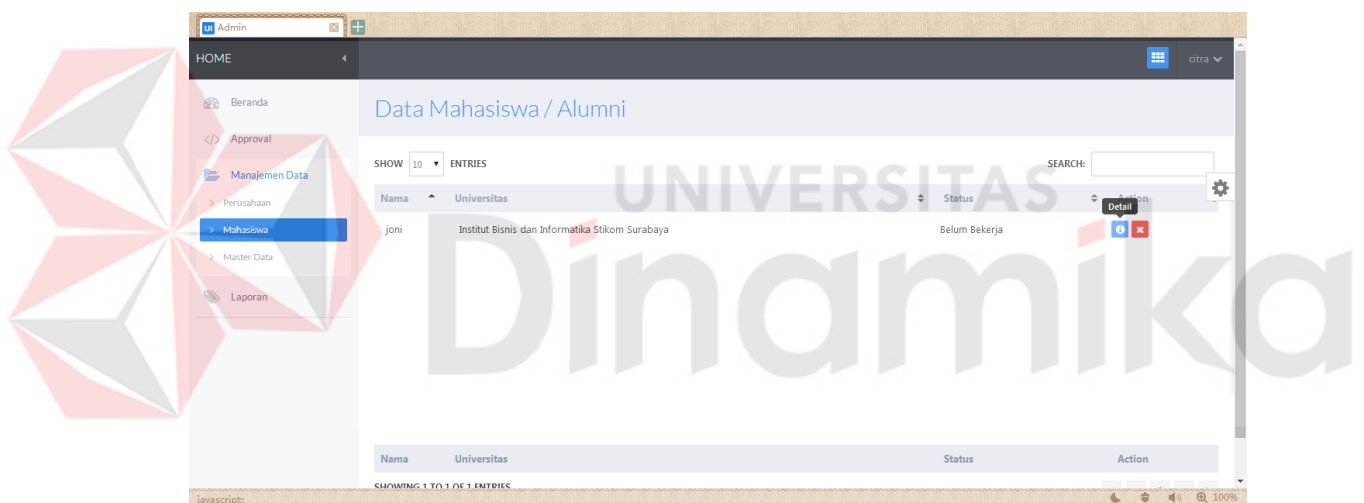 UI Admin
HOME
citra
Beranda
Approval
Manajemen Data
Perusahaan
Mahasiswa
Master Data
Laporan
Data Mahasiswa / Alumni
SHOW 10 ENTRIES
SEARCH:
Nama Universitas Status Action
Detail
joni Institut Bisnis dan Informatika Stikom Surabaya Belum Bekerja
Nama Universitas Status Action
SHOWING 1 TO 1 OF 1 ENTRIES
javascript:;
100%
UNIVERSITAS
Dinamika